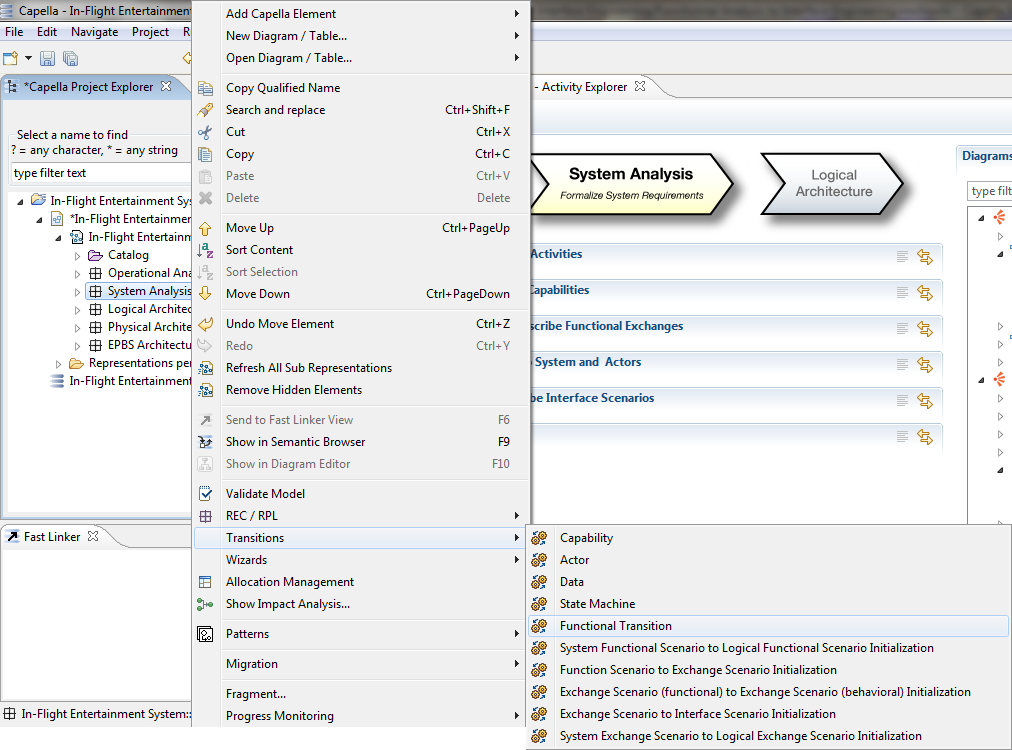 Capella - In-Flight Entertainment
File Edit Navigate Project R
*Capella Project Explorer
Select a name to find
? = any character, * = any string
type filter text
In-Flight Entertainment Sys
*In-Flight Entertainmen
In-Flight Entertainm
Catalog
Operational Ana
System Analysis
Logical Architec
Physical Archite
EPBS Architectu
Representations per
In-Flight Entertainment
Fast Linker
In-Flight Entertainment System::
Add Capella Element
New Diagram / Table...
Open Diagram / Table...
Copy Qualified Name
Search and replace Ctrl+Shift+F
Cut Ctrl+X
Copy Ctrl+C
Paste Ctrl+V
Delete Delete
Move Up Ctrl+PageUp
Sort Content
Sort Selection
Move Down Ctrl+PageDown
Undo Move Element Ctrl+Z
Redo Ctrl+Y
Refresh All Sub Representations
Remove Hidden Elements
Send to Fast Linker View F6
Show in Semantic Browser F9
Show in Diagram Editor F10
Validate Model
REC / RPL
Transitions
Wizards
Allocation Management
Show Impact Analysis...
Patterns
Migration
Fragment...
Progress Monitoring
- Activity Explorer
System Analysis
Formalize System Requirements
Logical
Architecture
Activities
Capabilities
scribe Functional Exchanges
System and Actors
be Interface Scenarios
Diagrams
type filt
Capability
Actor
Data
State Machine
Functional Transition
System Functional Scenario to Logical Functional Scenario Initialization
Function Scenario to Exchange Scenario Initialization
Exchange Scenario (functional) to Exchange Scenario (behavioral) Initialization
Exchange Scenario to Interface Scenario Initialization
System Exchange Scenario to Logical Exchange Scenario Initialization